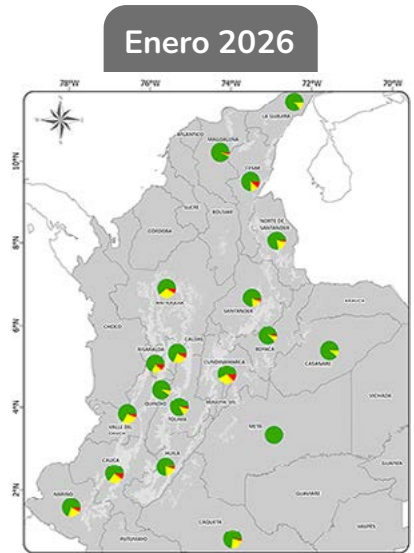 Enero 2026
78°W 76°W 74°W 72°W 70°W
LA GUAJIRA
ATLANTICO
MAGDALENA
10°N
CESAR
SUCRE
BOLIVAR
NORTE DE
SANTANDER
8°N
CORDOBA
ANTIOQUIA
SANTANDER
6°N
ARAUCA
CHOCO
BOYACA
CALDAS
RISARALDA
CUNDINAMARCA
CASANARE
VICHADA
QUINDIO
BOGOTA, D.C.
4°N
TOLIMA
VALLE DEL
CAUCA
META
GUAINIA
HUILA
CAUCA
2°N
GUAVIARE
NARIÑO
VAUPES
CAQUETA
PUTUMAYO